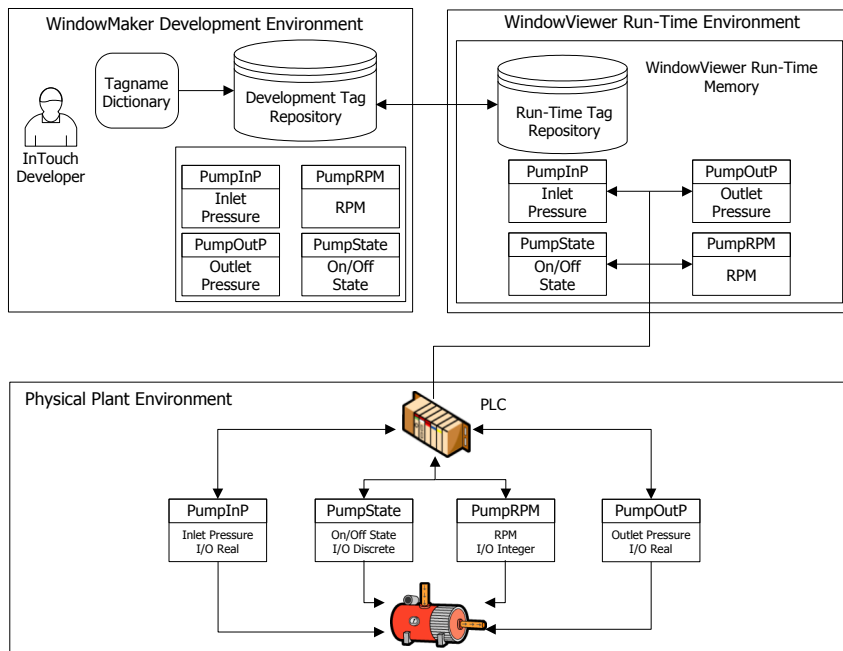 WindowMaker Development Environment
Tagname
Dictionary
Development Tag
Repository
InTouch
Developer
PumpInP
Inlet
Pressure
PumpRPM
RPM
PumpOutP
Outlet
Pressure
PumpState
On/Off
State
WindowViewer Run-Time Environment
WindowViewer Run-Time
Memory
Run-Time Tag
Repository
PumpInP
Inlet
Pressure
PumpOutP
Outlet
Pressure
PumpState
On/Off
State
PumpRPM
RPM
Physical Plant Environment
PLC
PumpInP
Inlet Pressure
I/O Real
PumpState
On/Off State
I/O Discrete
PumpRPM
RPM
I/O Integer
PumpOutP
Outlet Pressure
I/O Real